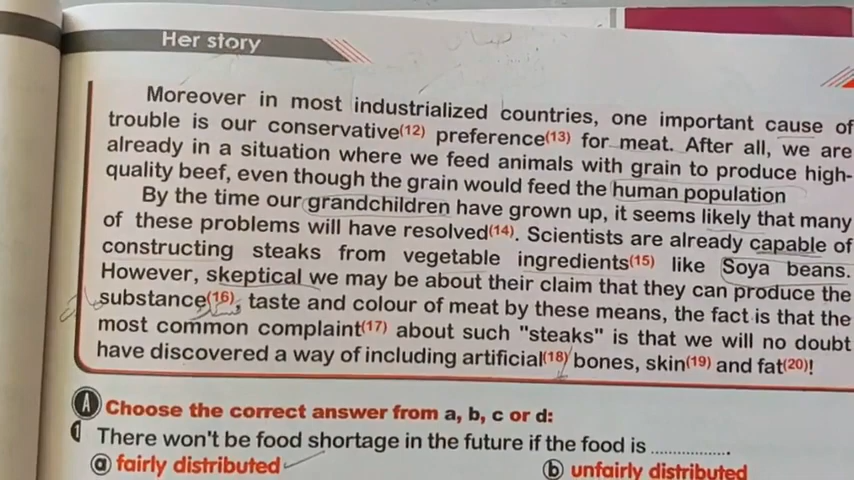 Her story
Moreover in most industrialized countries, one important cause of
trouble is our conservative(12) preference(13) for meat. After all, we are
already in a situation where we feed animals with grain to produce high-
quality beef, even though the grain would feed the human population
By the time our grandchildren have grown up, it seems likely that many
of these problems will have resolved(14). Scientists are already capable of
constructing steaks from vegetable ingredients(15) like Soya beans.
However, skeptical we may be about their claim that they can produce the
substance(16), taste and colour of meat by these means, the fact is that the
most common complaint(17) about such "steaks" is that we will no doubt
have discovered a way of including artificial(18) bones, skin(19) and fat(20)!
A Choose the correct answer from a, b, c or d:
1 There won't be food shortage in the future if the food is ..............
a fairly distributed
b unfairly distributed